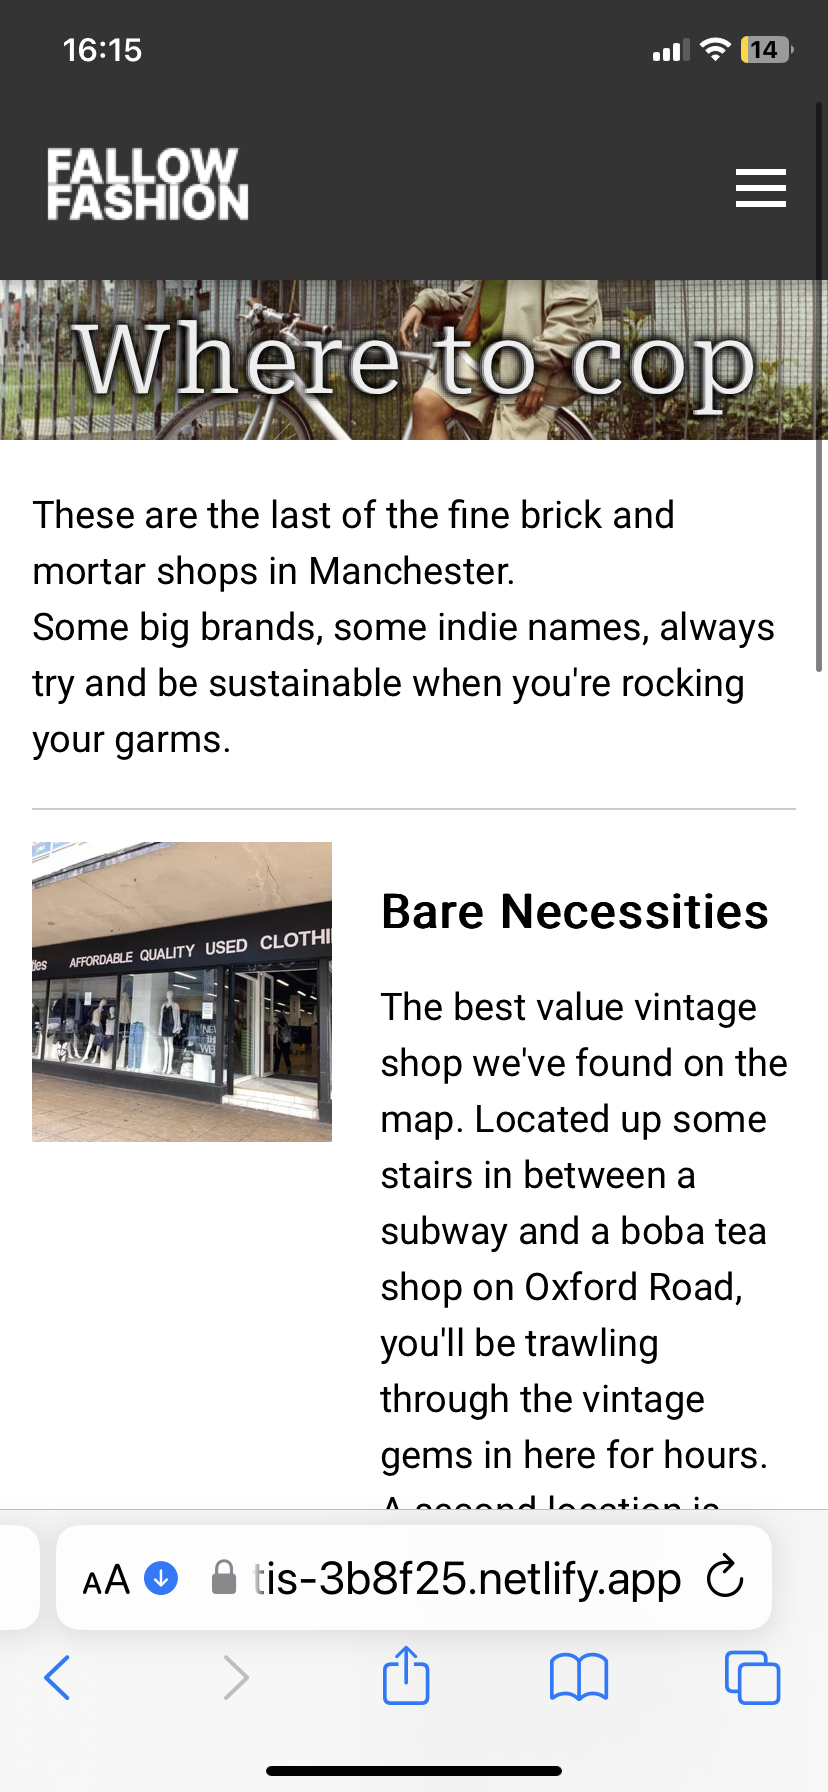 16:15
14
FALLOW
FASHION
Where to cop
These are the last of the fine brick and
mortar shops in Manchester.
Some big brands, some indie names, always
try and be sustainable when you're rocking
your garms.
AFFORDABLE QUALITY USED CLOTHI
Bare Necessities
The best value vintage
shop we've found on the
map. Located up some
stairs in between a
subway and a boba tea
shop on Oxford Road,
you'll be trawling
through the vintage
gems in here for hours.
A second location is
AA
tis-3b8f25.netlify.app